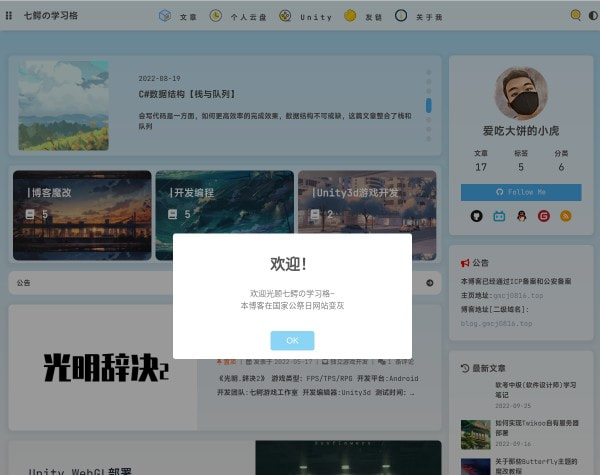 七鳄の学习格
文章
个人云盘
Unity
友链
关于我
2022-08-19
C#数据结构【栈与队列】
会写代码是一方面，如何更高效率的完成效果，数据结构不可或缺，这篇文章整合了栈和
队列
爱吃大饼的小虎
文章 标签 分类
17 5 6
Follow Me
|博客魔改
5
|开发编程
5
|Unity3d游戏开发
2
公告
公告
本博客已经通过ICP备案和公安备案
主页地址:gmcj0816.top
博客地址[二级域名]:
blog.gmcj0816.top
欢迎！
欢迎光顾七鳄の学习格~
本博客在国家公祭日网站变灰
OK
光明辞决2
置顶 | 发表于 2022-05-17 | 独立游戏开发 | 1 条评论
《光明.辞决2》 游戏类型: FPS/TPS/RPG 开发平台:Android
开发团队:七鳄游戏工作室 开发编辑器:Unity3d 测试时间: …
最新文章
软考中级(软件设计师)学习
笔记
2022-09-25
如何实现Twikoo自有服务器
部署
2022-09-16
关于那些Butterfly主题的
魔改教程
Unity WebGL部署